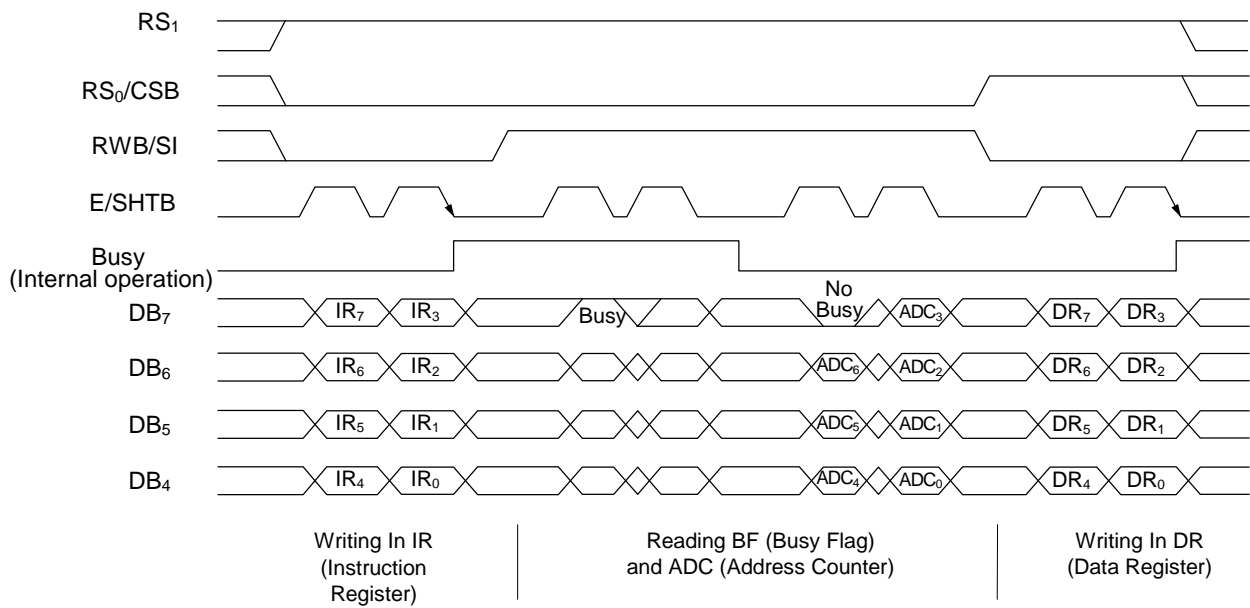 RS₁
RS₀/CSB
RWB/SI
E/SHTB
Busy
(Internal operation)
No
DB₇ IR₇ IR₃ Busy Busy ADC₃ DR₇ DR₃
DB₆ IR₆ IR₂ ADC₆ ADC₂ DR₆ DR₂
DB₅ IR₅ IR₁ ADC₅ ADC₁ DR₅ DR₁
DB₄ IR₄ IR₀ ADC₄ ADC₀ DR₄ DR₀
Writing In IR
(Instruction
Register)
Reading BF (Busy Flag)
and ADC (Address Counter)
Writing In DR
(Data Register)